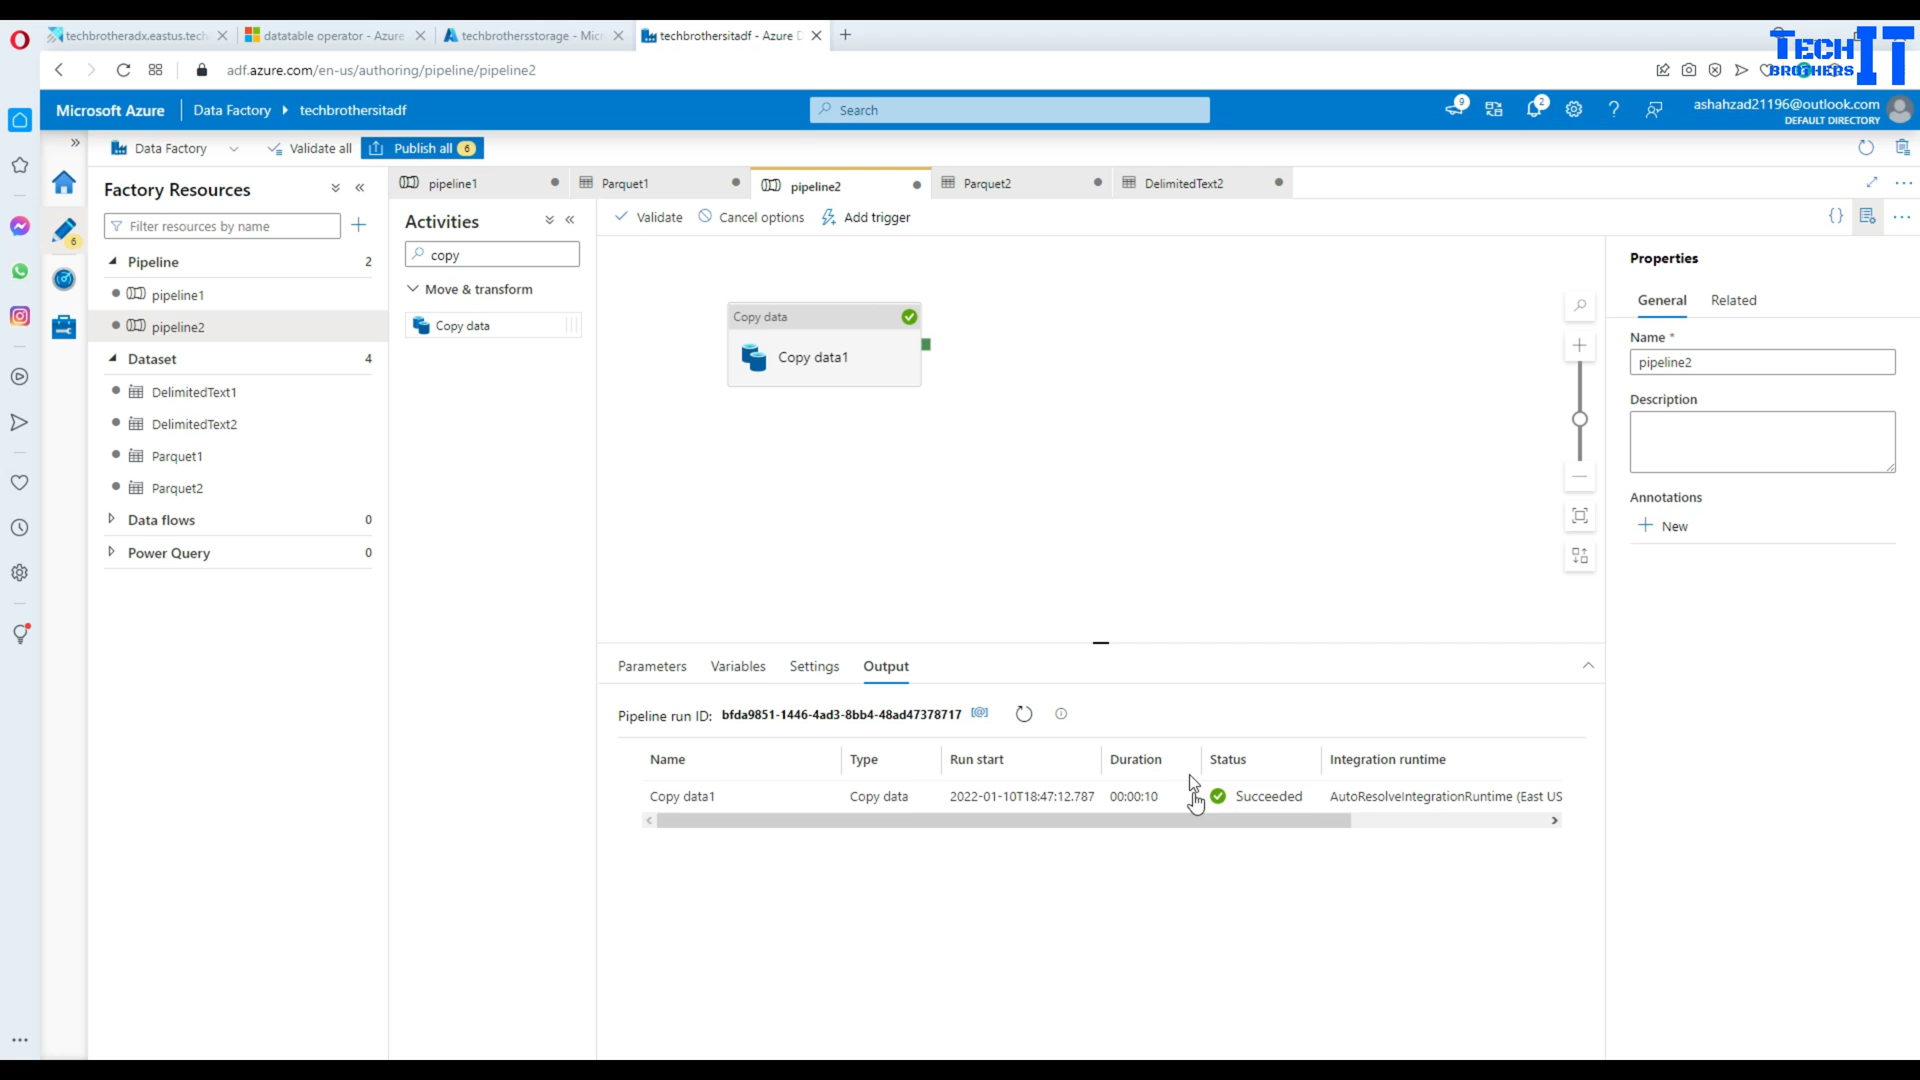 techbrotheradx.eastus.tech
datatable operator - Azure
techbrothersstorage - Micr
techbrothersitadf - Azure D
TECH IT
BROTHERS
adf.azure.com/en-us/authoring/pipeline/pipeline2
Microsoft Azure
Data Factory
techbrothersitadf
Search
9
2
ashahzad21196@outlook.com
DEFAULT DIRECTORY
Data Factory
Validate all
Publish all 6
Factory Resources
Filter resources by name
6
Pipeline 2
pipeline1
pipeline2
Dataset 4
DelimitedText1
DelimitedText2
Parquet1
Parquet2
Data flows 0
Power Query 0
pipeline1
Parquet1
pipeline2
Parquet2
DelimitedText2
Activities
copy
Move & transform
Copy data
Validate
Cancel options
Add trigger
Copy data
Copy data1
Properties
General
Related
Name *
pipeline2
Description
Annotations
New
Parameters
Variables
Settings
Output
Pipeline run ID: bfda9851-1446-4ad3-8bb4-48ad47378717
Name Type Run start Duration Status Integration runtime
Copy data1 Copy data 2022-01-10T18:47:12.787 00:00:10 Succeeded AutoResolveIntegrationRuntime (East US